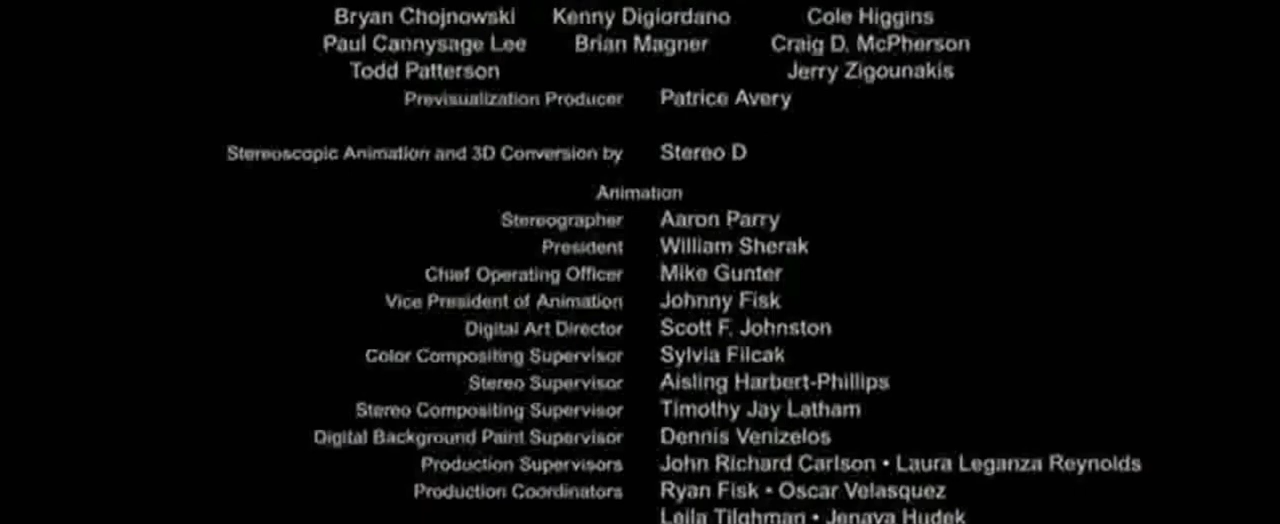 Bryan Chojnowski Kenny Digiordano Cole Higgins
Paul Cannysage Lee Brian Magner Craig D. McPherson
Todd Patterson Jerry Zigounakis
Previsualization Producer Patrice Avery
Stereoscopic Animation and 3D Conversion by Stereo D
Animation
Stereographer Aaron Parry
President William Sherak
Chief Operating Officer Mike Gunter
Vice President of Animation Johnny Fisk
Digital Art Director Scott F. Johnston
Color Compositing Supervisor Sylvia Filcak
Stereo Supervisor Aisling Harbert-Phillips
Stereo Compositing Supervisor Timothy Jay Latham
Digital Background Paint Supervisor Dennis Venizelos
Production Supervisors John Richard Carlson • Laura Leganza Reynolds
Production Coordinators Ryan Fisk • Oscar Velasquez
Leila Tilghman • Jenaya Hudek